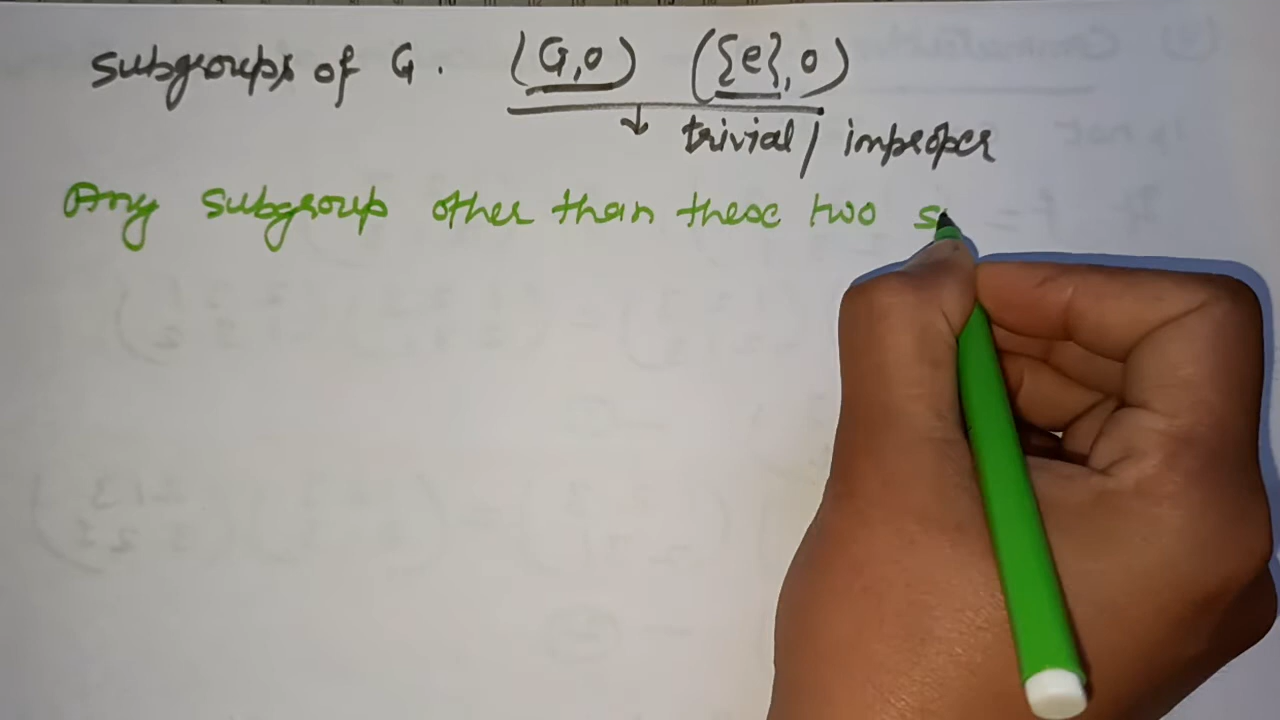 Subgroups of G. (G,o) ({e},o)
↓ trivial/ improper
Any subgroup other than these two s